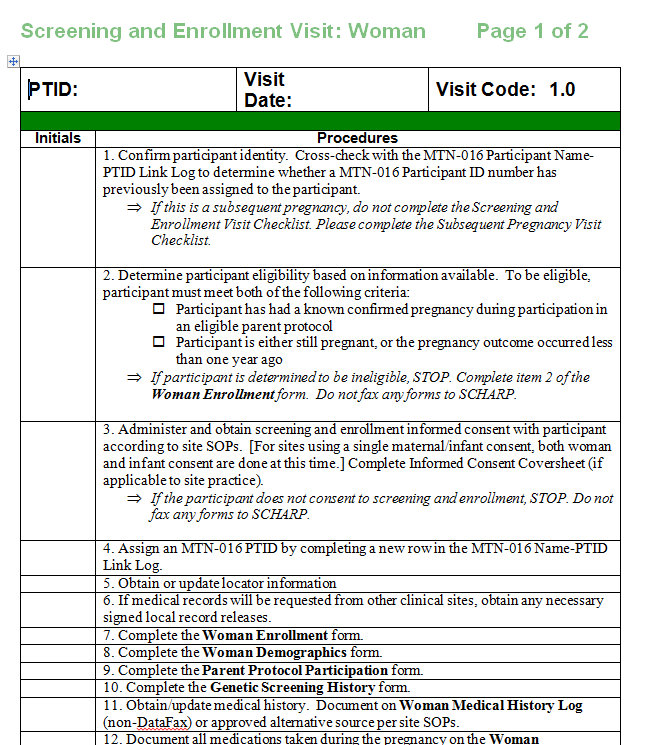 Screening and Enrollment Visit: Woman Page 1 of 2
PTID:
Visit
Date:
Visit Code: 1.0
Initials
Procedures
1. Confirm participant identity. Cross-check with the MTN-016 Participant Name-
PTID Link Log to determine whether a MTN-016 Participant ID number has
previously been assigned to the participant.
⇒ If this is a subsequent pregnancy, do not complete the Screening and
Enrollment Visit Checklist. Please complete the Subsequent Pregnancy Visit
Checklist.
2. Determine participant eligibility based on information available. To be eligible,
participant must meet both of the following criteria:
☐ Participant has had a known confirmed pregnancy during participation in
an eligible parent protocol
☐ Participant is either still pregnant, or the pregnancy outcome occurred less
than one year ago
⇒ If participant is determined to be ineligible, STOP. Complete item 2 of the
Woman Enrollment form. Do not fax any forms to SCHARP.
3. Administer and obtain screening and enrollment informed consent with participant
according to site SOPs. [For sites using a single maternal/infant consent, both woman
and infant consent are done at this time.] Complete Informed Consent Coversheet (if
applicable to site practice).
⇒ If the participant does not consent to screening and enrollment, STOP. Do not
fax any forms to SCHARP.
4. Assign an MTN-016 PTID by completing a new row in the MTN-016 Name-PTID
Link Log.
5. Obtain or update locator information
6. If medical records will be requested from other clinical sites, obtain any necessary
signed local record releases.
7. Complete the Woman Enrollment form.
8. Complete the Woman Demographics form.
9. Complete the Parent Protocol Participation form.
10. Complete the Genetic Screening History form.
11. Obtain/update medical history. Document on Woman Medical History Log
(non-DataFax) or approved alternative source per site SOPs.
12. Document all medications taken during the pregnancy on the Woman